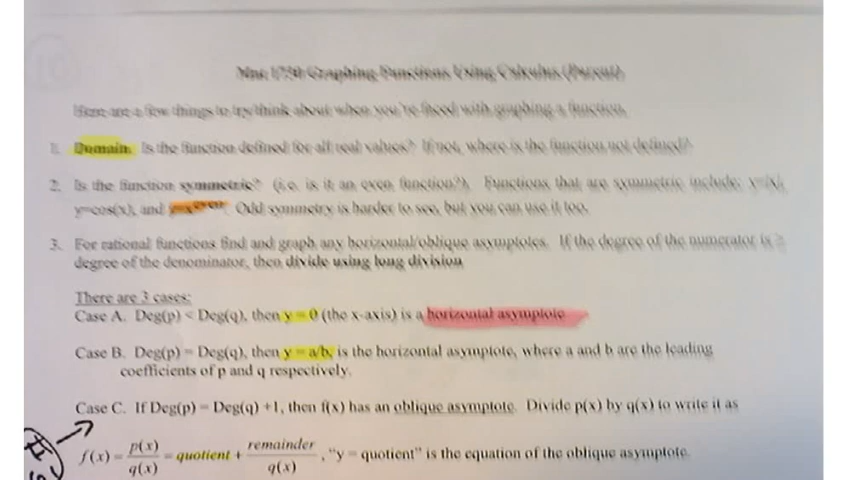 Graphing Functions Using Calculus (Pursuit)
Here are a few things to try/think about when you're faced with graphing a function.
1. Domain. Is the function defined for all real values? If not, where is the function not defined?
2. Is the function symmetric? (i.e. is it an even function?). Functions that are symmetric include: y=|x|,
y=cos(x), and y=x^even. Odd symmetry is harder to see, but you can use it too.
3. For rational functions find and graph any horizontal/oblique asymptotes. If the degree of the numerator is ≥
degree of the denominator, then divide using long division
There are 3 cases:
Case A. Deg(p) < Deg(q), then y = 0 (the x-axis) is a horizontal asymptote
Case B. Deg(p) = Deg(q), then y = a/b, is the horizontal asymptote, where a and b are the leading
coefficients of p and q respectively.
Case C. If Deg(p) = Deg(q) +1, then f(x) has an oblique asymptote. Divide p(x) by q(x) to write it as
f(x) = p(x)/q(x) = quotient + remainder/q(x), "y = quotient" is the equation of the oblique asymptote.